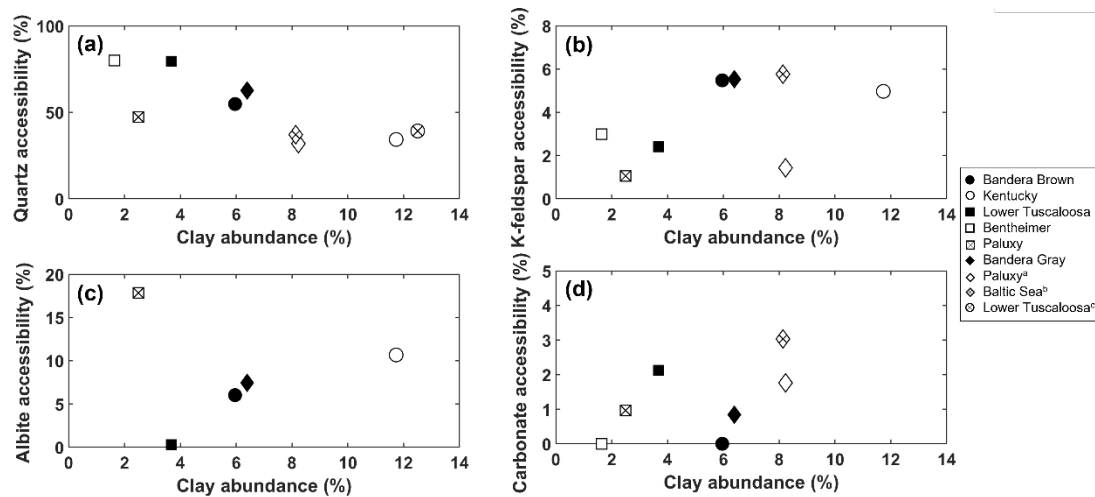 (a)
Quartz accessibility (%)
100
50
0
0 2 4 6 8 10 12 14
Clay abundance (%)
(b)
K-feldspar accessibility (%)
8
6
4
2
0
0 2 4 6 8 10 12 14
Clay abundance (%)
(c)
Albite accessibility (%)
20
15
10
5
0
0 2 4 6 8 10 12 14
Clay abundance (%)
(d)
Carbonate accessibility (%)
5
4
3
2
1
0
0 2 4 6 8 10 12 14
Clay abundance (%)
Bandera Brown
Kentucky
Lower Tuscaloosa
Bentheimer
Paluxy
Bandera Gray
Paluxyᵃ
Baltic Seaᵇ
Lower Tuscaloosaᶜ